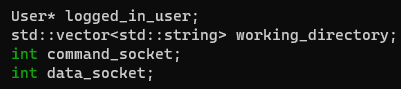 User* logged_in_user;
std::vector<std::string> working_directory;
int command_socket;
int data_socket;